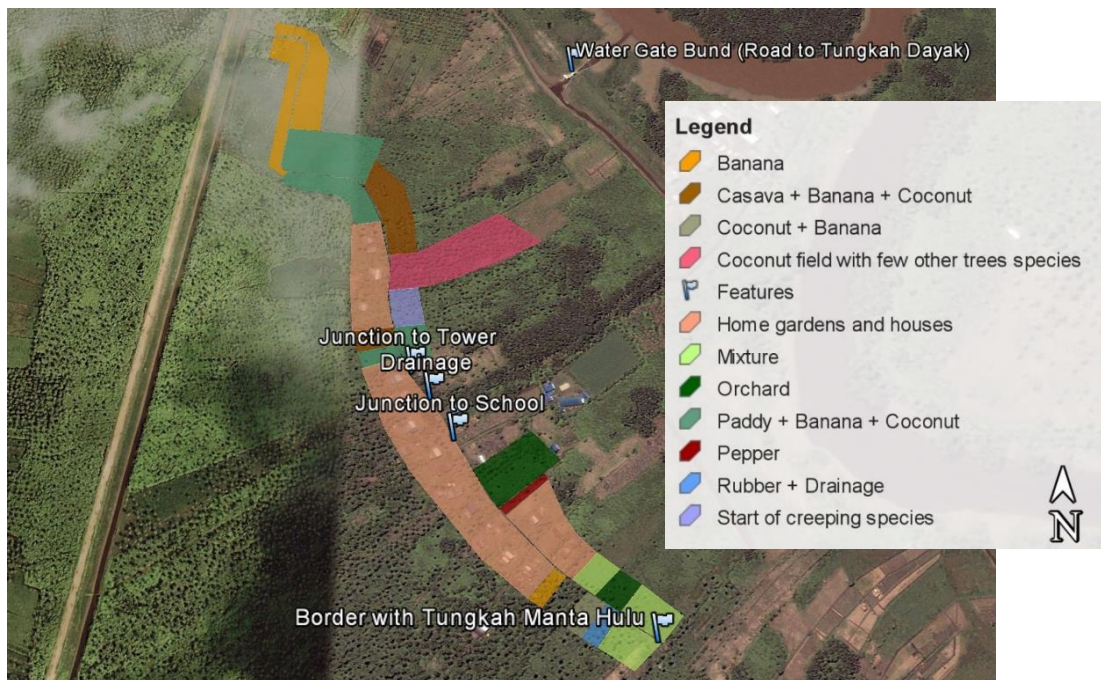 Water Gate Bund (Road to Tungkah Dayak)
Legend
Banana
Casava + Banana + Coconut
Coconut + Banana
Coconut field with few other trees species
Features
Home gardens and houses
Mixture
Orchard
Paddy + Banana + Coconut
Pepper
Rubber + Drainage
Start of creeping species
N
Junction to Tower
Drainage
Junction to School
Border with Tungkah Manta Hulu